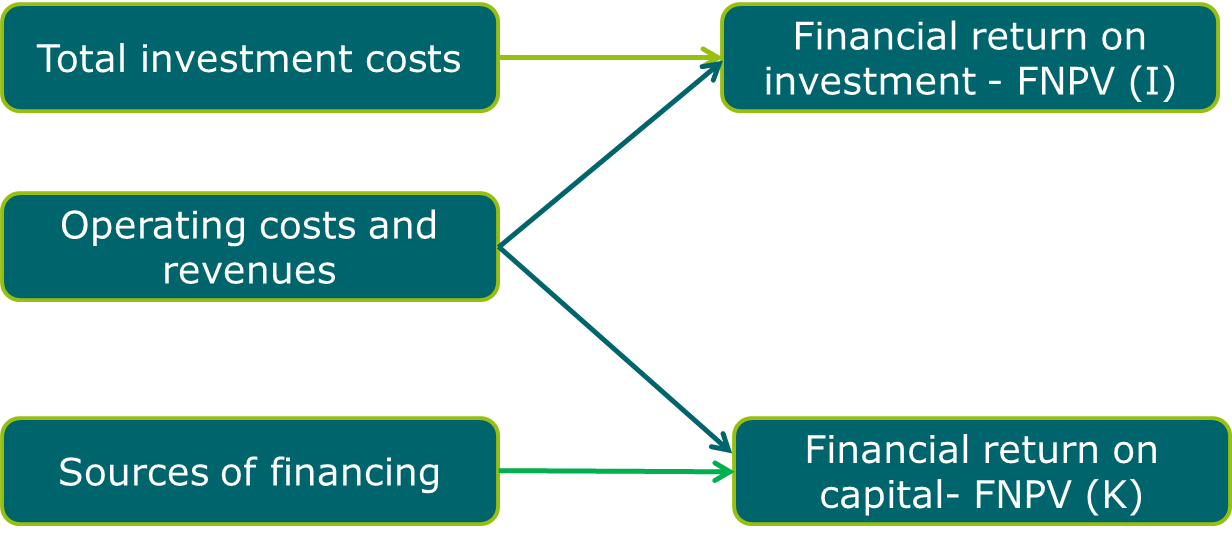 Total investment costs
Financial return on
investment - FNPV (I)
Operating costs and
revenues
Sources of financing
Financial return on
capital- FNPV (K)